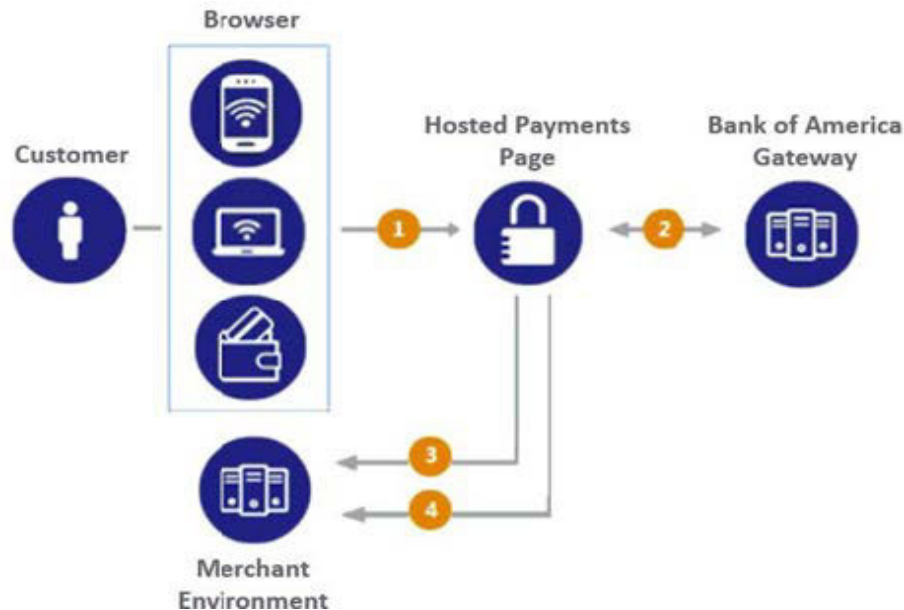 Browser
Customer
Hosted Payments
Page
Bank of America
Gateway
1
2
3
4
Merchant
Environment